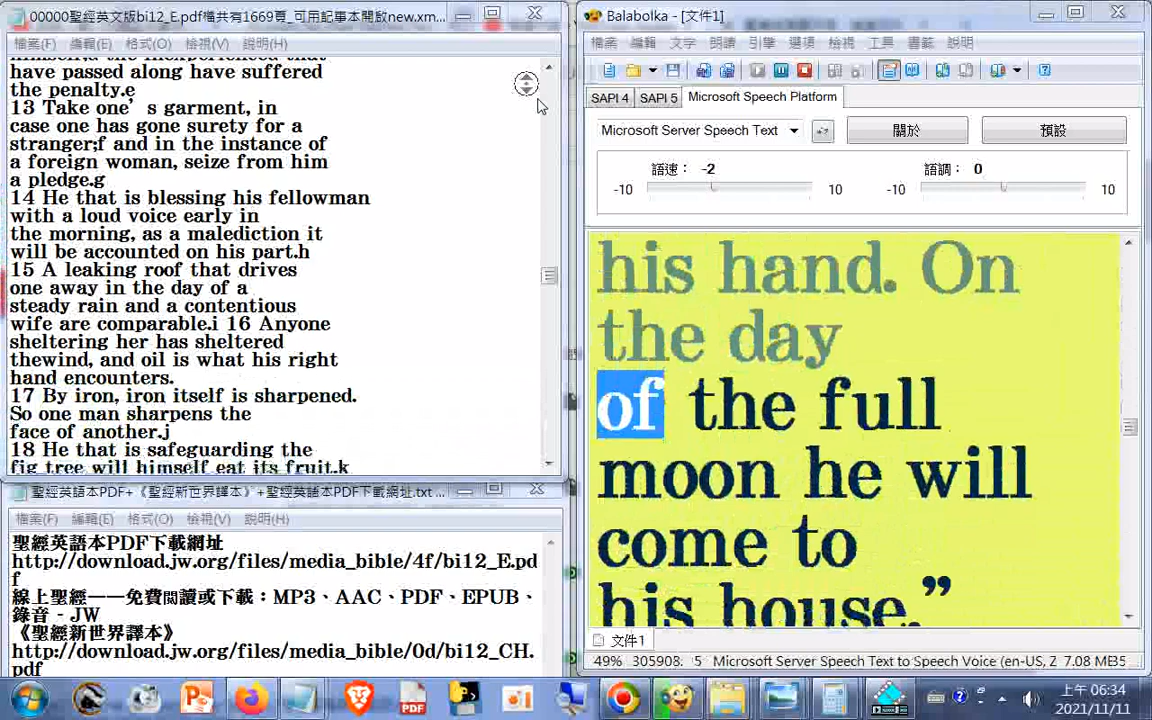 00000聖經英文版bi12_E.pdf檔共有1669頁_可用記事本開啟new.xm...
檔案(F) 編輯(E) 格式(O) 檢視(V) 說明(H)
have passed along have suffered
the penalty.e
13 Take one’s garment, in
case one has gone surety for a
stranger;f and in the instance of
a foreign woman, seize from him
a pledge.g
14 He that is blessing his fellowman
with a loud voice early in
the morning, as a malediction it
will be accounted on his part.h
15 A leaking roof that drives
one away in the day of a
steady rain and a contentious
wife are comparable.i 16 Anyone
sheltering her has sheltered
thewind, and oil is what his right
hand encounters.
17 By iron, iron itself is sharpened.
So one man sharpens the
face of another.j
18 He that is safeguarding the
fig tree will himself eat its fruit.k
聖經英語本PDF+《聖經新世界譯本》+聖經英語本PDF下載網址.txt ...
檔案(F) 編輯(E) 格式(O) 檢視(V) 說明(H)
聖經英語本PDF下載網址
http://download.jw.org/files/media_bible/4f/bi12_E.pd
f
線上聖經——免費閱讀或下載：MP3、AAC、PDF、EPUB、
錄音 - JW
《聖經新世界譯本》
http://download.jw.org/files/media_bible/0d/bi12_CH.
pdf
Balabolka - [文件1]
檔案 編輯 文字 朗讀 引擎 選項 檢視 工具 書籤 說明
SAPI 4 SAPI 5 Microsoft Speech Platform
Microsoft Server Speech Text 關於 預設
語速： -2 語調： 0
-10 10 -10 10
his hand. On
the day
of the full
moon he will
come to
his house.”
文件1
49% 305908: 5 Microsoft Server Speech Text to Speech Voice (en-US, Z 7.08 MB
上午 06:34
2021/11/11